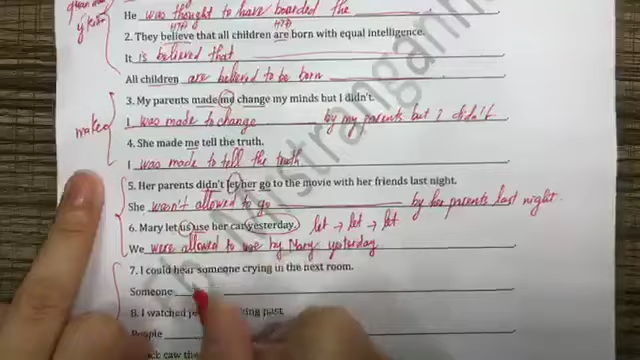 He was thought to have boarded the
2. They believe that all children are born with equal intelligence.
It is believed that
All children are believed to be born
3. My parents made me change my minds but I didn't.
I was made to change by my parents but I didn't
make
4. She made me tell the truth.
I was made to tell the truth
5. Her parents didn't let her go to the movie with her friends last night.
She wasn't allowed to go by her parents last night.
6. Mary let us use her car yesterday. let → let → let
We were allowed to use by Mary yesterday
7. I could hear someone crying in the next room.
Someone
8. I watched past.
People
saw the